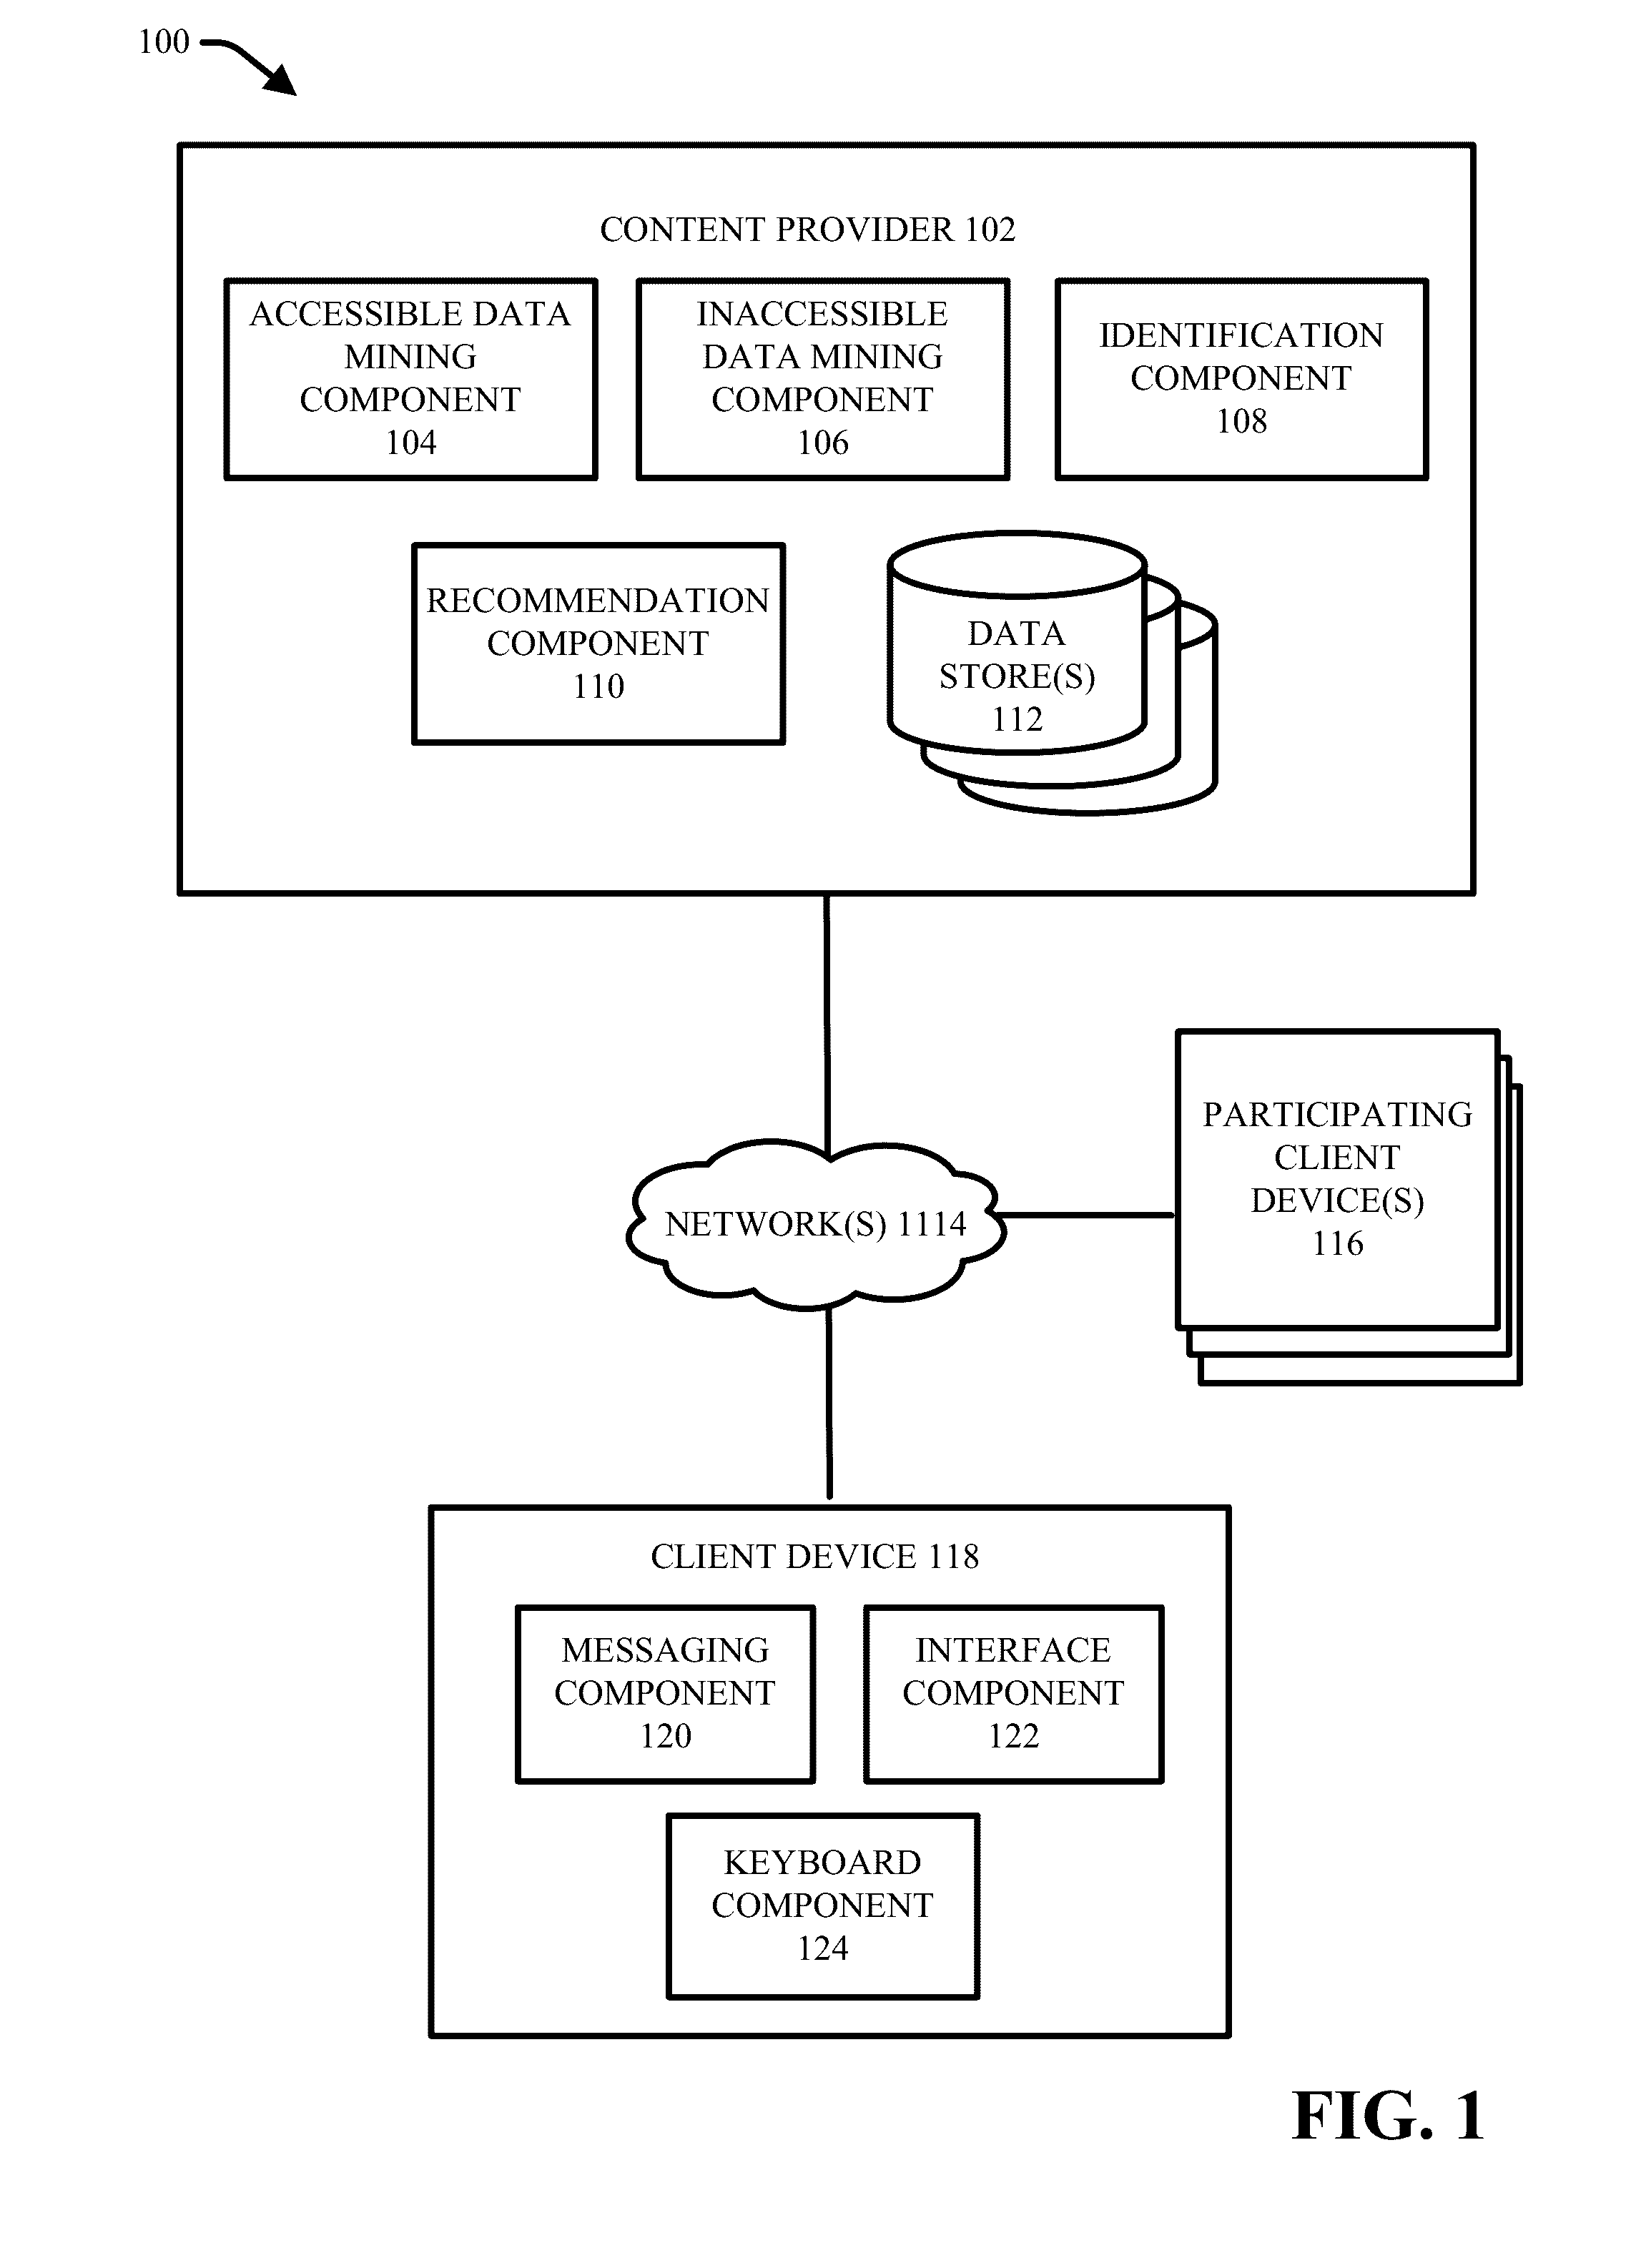 100
CONTENT PROVIDER 102
ACCESSIBLE DATA
MINING
COMPONENT
104
INACCESSIBLE
DATA MINING
COMPONENT
106
IDENTIFICATION
COMPONENT
108
RECOMMENDATION
COMPONENT
110
DATA
STORE(S)
112
PARTICIPATING
CLIENT
DEVICE(S)
116
NETWORK(S) 1114
CLIENT DEVICE 118
MESSAGING
COMPONENT
120
INTERFACE
COMPONENT
122
KEYBOARD
COMPONENT
124
FIG. 1